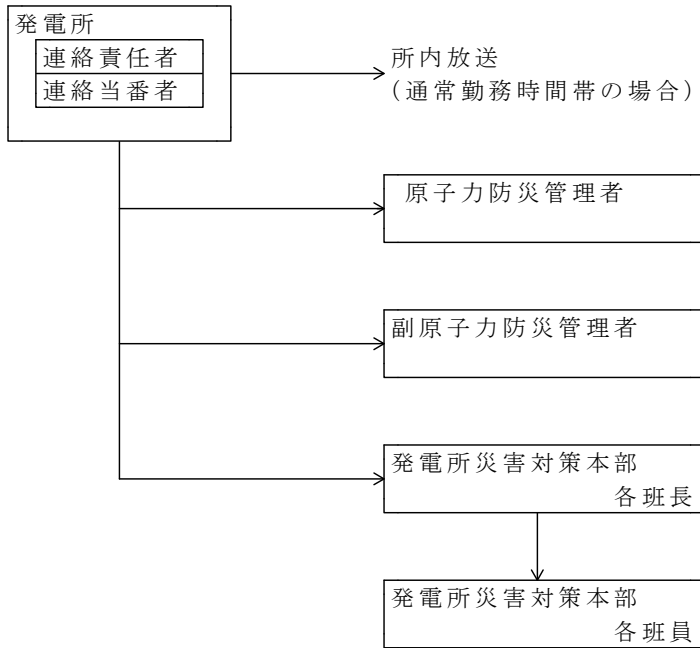 発電所
連絡責任者
連絡当番者
所内放送
(通常勤務時間帯の場合)
原子力防災管理者
副原子力防災管理者
発電所災害対策本部
各班長
発電所災害対策本部
各班員